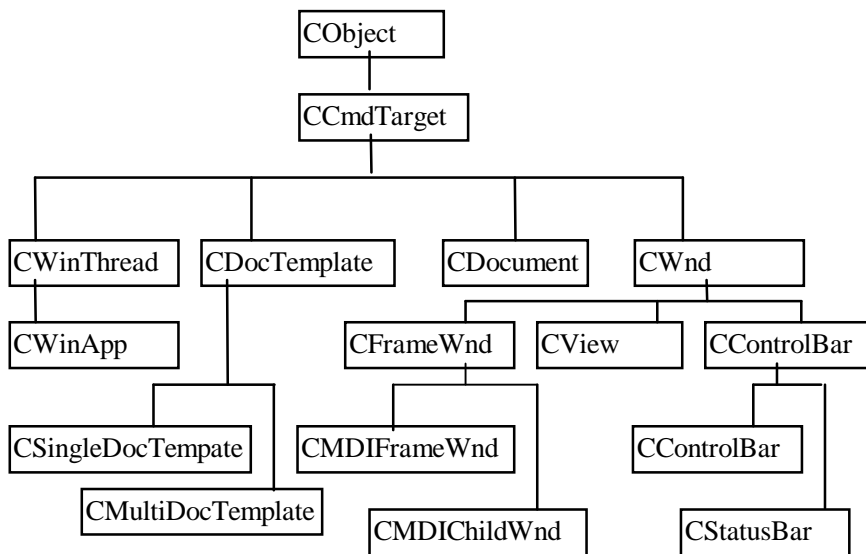 CObject
CCmdTarget
CWinThread
CDocTemplate
CDocument
CWnd
CWinApp
CFrameWnd
CView
CControlBar
CSingleDocTempate
CMDIFrameWnd
CControlBar
CMultiDocTemplate
CMDIChildWnd
CStatusBar